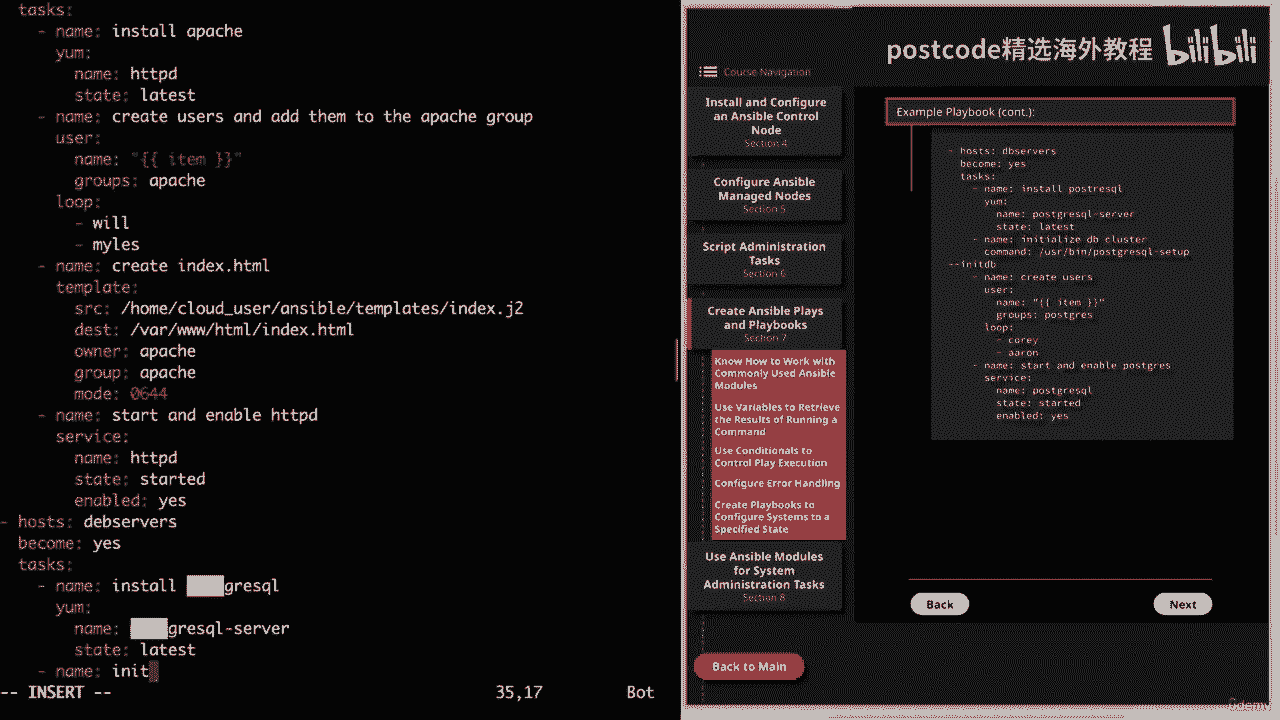 tasks:
- name: install apache
yum:
name: httpd
state: latest
- name: create users and add them to the apache group
user:
name: "{{ item }}"
groups: apache
loop:
- will
- myles
- name: create index.html
template:
src: /home/cloud_user/ansible/templates/index.j2
dest: /var/www/html/index.html
owner: apache
group: apache
mode: 0644
- name: start and enable httpd
service:
name: httpd
state: started
enabled: yes
- hosts: debservers
become: yes
tasks:
- name: install gresql
yum:
name: gresql-server
state: latest
- name: init
-- INSERT --
35,17
Bot
postcode精选海外教程 bilibili
Course Navigation
Install and Configure
an Ansible Control
Node
Section 4
Configure Ansible
Managed Nodes
Section 5
Script Administration
Tasks
Section 6
Create Ansible Plays
and Playbooks
Section 7
Know How to Work with
Commonly Used Ansible
Modules
Use Variables to Retrieve
the Results of Running a
Command
Use Conditionals to
Control Play Execution
Configure Error Handling
Create Playbooks to
Configure Systems to a
Specified State
Use Ansible Modules
for System
Administration Tasks
Section 8
Back to Main
Example Playbook (cont.):
- hosts: dbservers
become: yes
tasks:
- name: install postresql
yum:
name: postgresql-server
state: latest
- name: initialize db cluster
command: /usr/bin/postgresql-setup
--initdb
- name: create users
user:
name: "{{ item }}"
groups: postgres
loop:
- corey
- aaron
- name: start and enable postgres
service:
name: postgresql
state: started
enabled: yes
Back
Next
Udemy